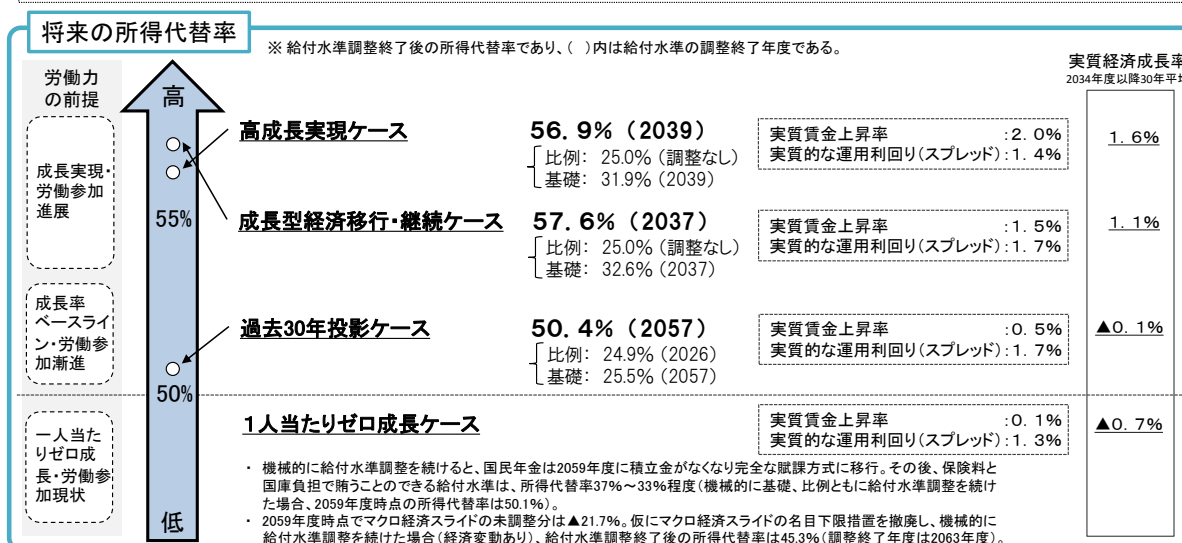 将来の所得代替率
※ 給付水準調整終了後の所得代替率であり、( )内は給付水準の調整終了年度である。
実質経済成長率
2034年度以降30年平均
労働力
の前提
高
成長実現・
労働参加
進展
55%
高成長実現ケース
56.9% (2039)
比例: 25.0% (調整なし)
基礎: 31.9% (2039)
実質賃金上昇率 :2.0%
実質的な運用利回り(スプレッド):1.4%
1.6%
成長型経済移行・継続ケース
57.6% (2037)
比例: 25.0% (調整なし)
基礎: 32.6% (2037)
実質賃金上昇率 :1.5%
実質的な運用利回り(スプレッド):1.7%
1.1%
成長率
ベースライ
ン・労働参
加漸進
過去30年投影ケース
50.4% (2057)
比例: 24.9% (2026)
基礎: 25.5% (2057)
実質賃金上昇率 :0.5%
実質的な運用利回り(スプレッド):1.7%
▲0.1%
50%
一人当た
りゼロ成
長・労働参
加現状
低
1人当たりゼロ成長ケース
実質賃金上昇率 :0.1%
実質的な運用利回り(スプレッド):1.3%
▲0.7%
・ 機械的に給付水準調整を続けると、国民年金は2059年度に積立金がなくなり完全な賦課方式に移行。その後、保険料と
国庫負担で賄うことのできる給付水準は、所得代替率37%~33%程度(機械的に基礎、比例ともに給付水準調整を続け
た場合、2059年度時点の所得代替率は50.1%)。
・ 2059年度時点でマクロ経済スライドの未調整分は▲21.7%。仮にマクロ経済スライドの名目下限措置を撤廃し、機械的に
給付水準調整を続けた場合(経済変動あり)、給付水準調整終了後の所得代替率は45.3%(調整終了年度は2063年度)。